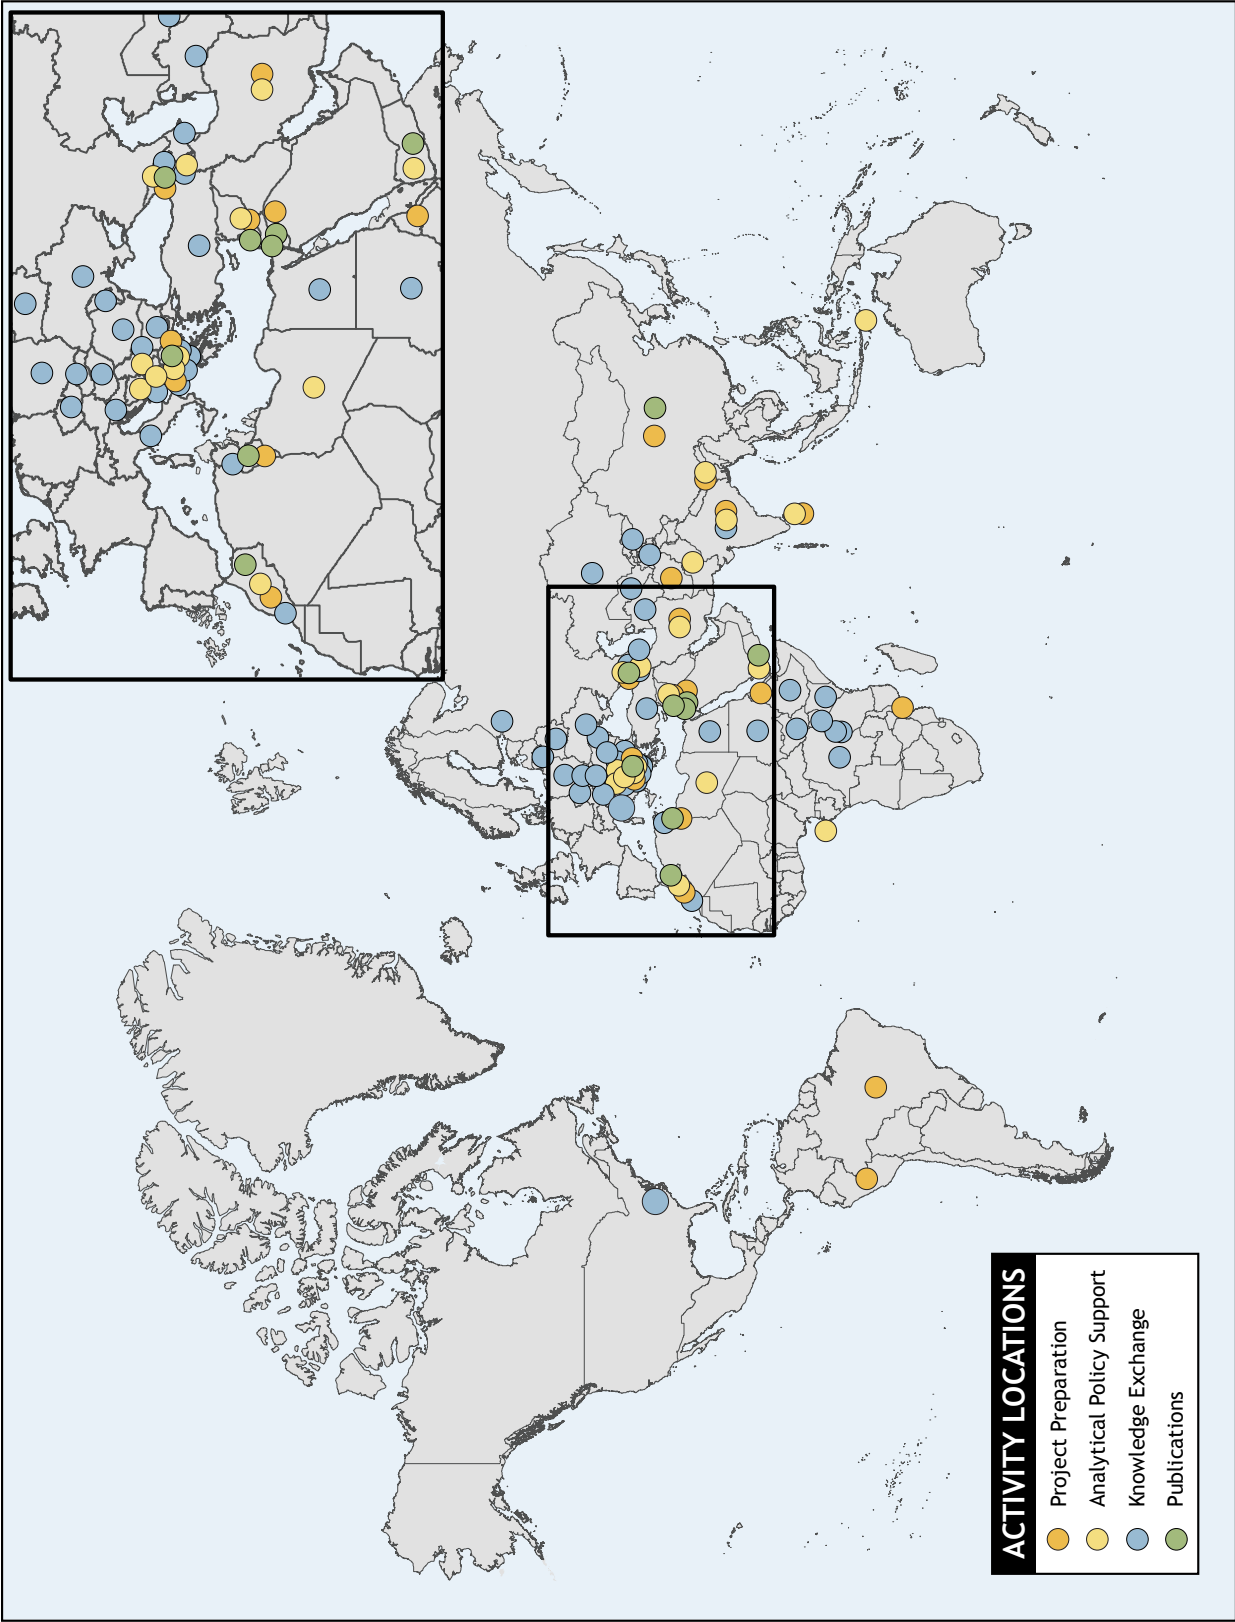 ACTIVITY LOCATIONS
Project Preparation
Analytical Policy Support
Knowledge Exchange
Publications